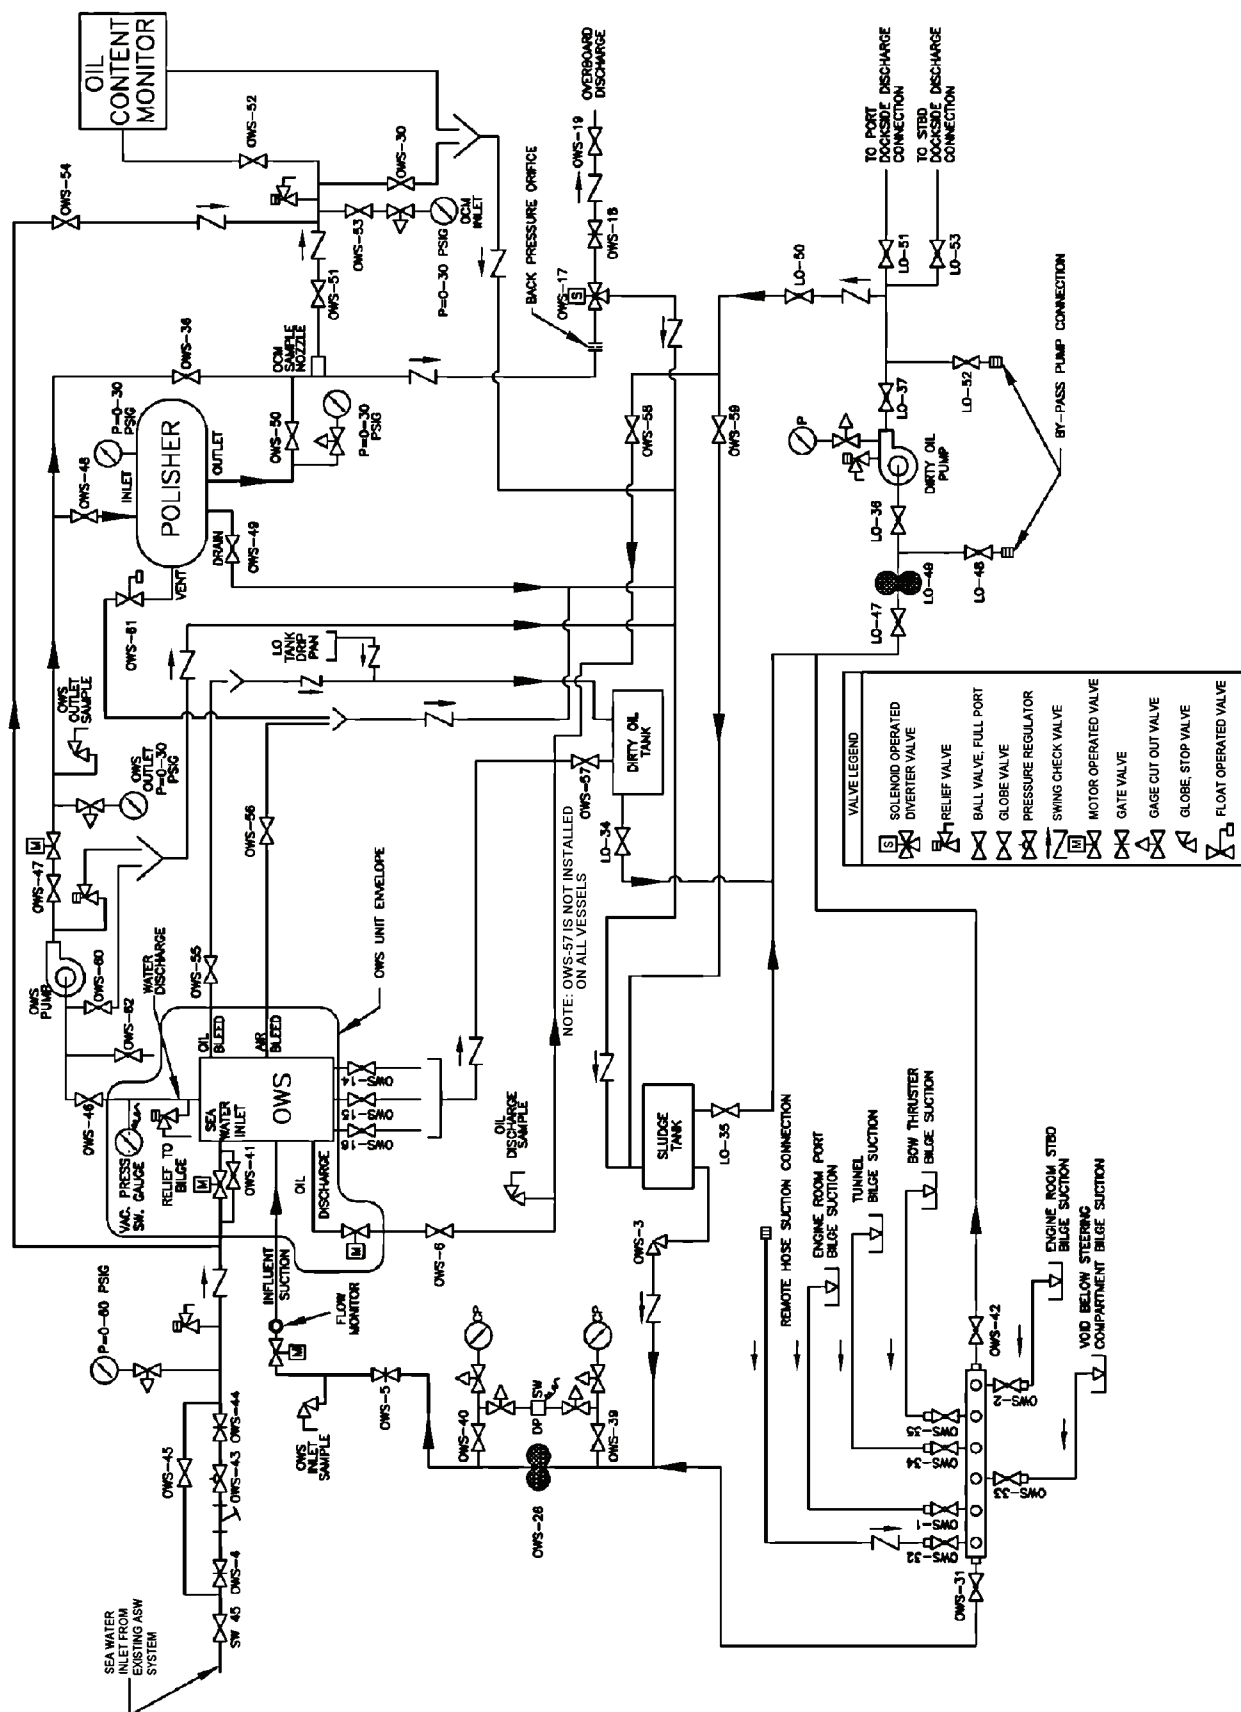 OIL
CONTENT
MONITOR
OWS-52
OWS-54
OWS-30
OWS-53
P=0-30 PSIG
OCM
INLET
OWS-51
OWS-36
OCM
SAMPLE
NOZZLE
P=0-30
PSIG
OWS-48
INLET
POLISHER
OUTLET
OWS-50
P=0-30
PSIG
DRAIN
OWS-49
VENT
OWS-61
OWS
OUTLET
SAMPLE
OWS
OUTLET
P=0-30
PSIG
M
OWS-47
OWS
PUMP
OWS-60
OWS-62
OWS-46
WATER
DISCHARGE
OWS-55
OWS-56
LO
TANK
DRIP
PAN
OVERBOARD
DISCHARGE
OWS-19
OWS-18
BACK PRESSURE ORIFICE
OWS-17
S
OWS-58
OWS-59
TO PORT
DOCKSIDE DISCHARGE
CONNECTION
TO STBD
DOCKSIDE DISCHARGE
CONNECTION
LO-51
LO-53
LO-50
LO-37
LO-52
BY-PASS PUMP CONNECTION
P
DIRTY OIL
PUMP
LO-36
LO-48
LO-49
LO-47
DIRTY OIL
TANK
OWS-57
LO-34
NOTE: OWS-57 IS NOT INSTALLED
ON ALL VESSELS
OWS UNIT ENVELOPE
OIL
BLEED
AIR
BLEED
OWS
SEA
WATER
INLET
OWS-14
OWS-15
OWS-16
VAC. PRESS
SW. GAUGE
RELIEF TO
BILGE
M
OWS-41
OIL
DISCHARGE
M
OWS-6
OIL
DISCHARGE
SAMPLE
INFLUENT
SUCTION
FLOW
MONITOR
M
OWS-5
OWS
INLET
SAMPLE
P=0-60 PSIG
OWS-44
OWS-43
OWS-45
OWS-4
SW 45
SEA WATER
INLET FROM
EXISTING ASW
SYSTEM
CP
CP
DP
SW
OWS-40
OWS-39
OWS-26
OWS-3
SLUDGE
TANK
LO-35
REMOTE HOSE SUCTION CONNECTION
ENGINE ROOM PORT
BILGE SUCTION
TUNNEL
BILGE SUCTION
BOW THRUSTER
BILGE SUCTION
ENGINE ROOM STBD
BILGE SUCTION
VOID BELOW STEERING
COMPARTMENT BILGE SUCTION
OWS-42
OWS-2
OWS-35
OWS-34
OWS-33
OWS-1
OWS-32
OWS-31
VALVE LEGEND
S
SOLENOID OPERATED
DIVERTER VALVE
RELIEF VALVE
BALL VALVE, FULL PORT
GLOBE VALVE
PRESSURE REGULATOR
SWING CHECK VALVE
M
MOTOR OPERATED VALVE
GATE VALVE
GAGE CUT OUT VALVE
GLOBE, STOP VALVE
FLOAT OPERATED VALVE